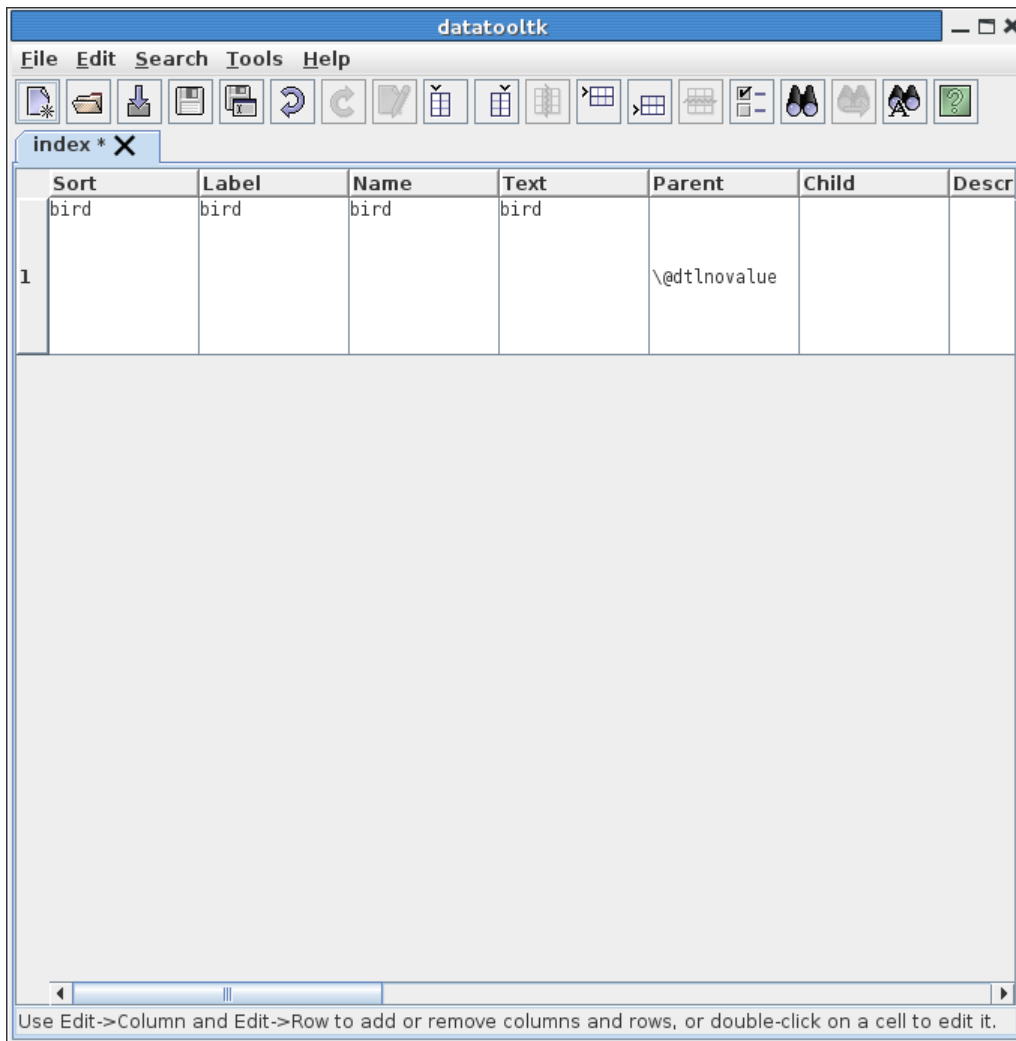 datatooltk
File Edit Search Tools Help
index *
Sort Label Name Text Parent Child Descr
bird bird bird bird
1 \@dtlnovalue
Use Edit->Column and Edit->Row to add or remove columns and rows, or double-click on a cell to edit it.